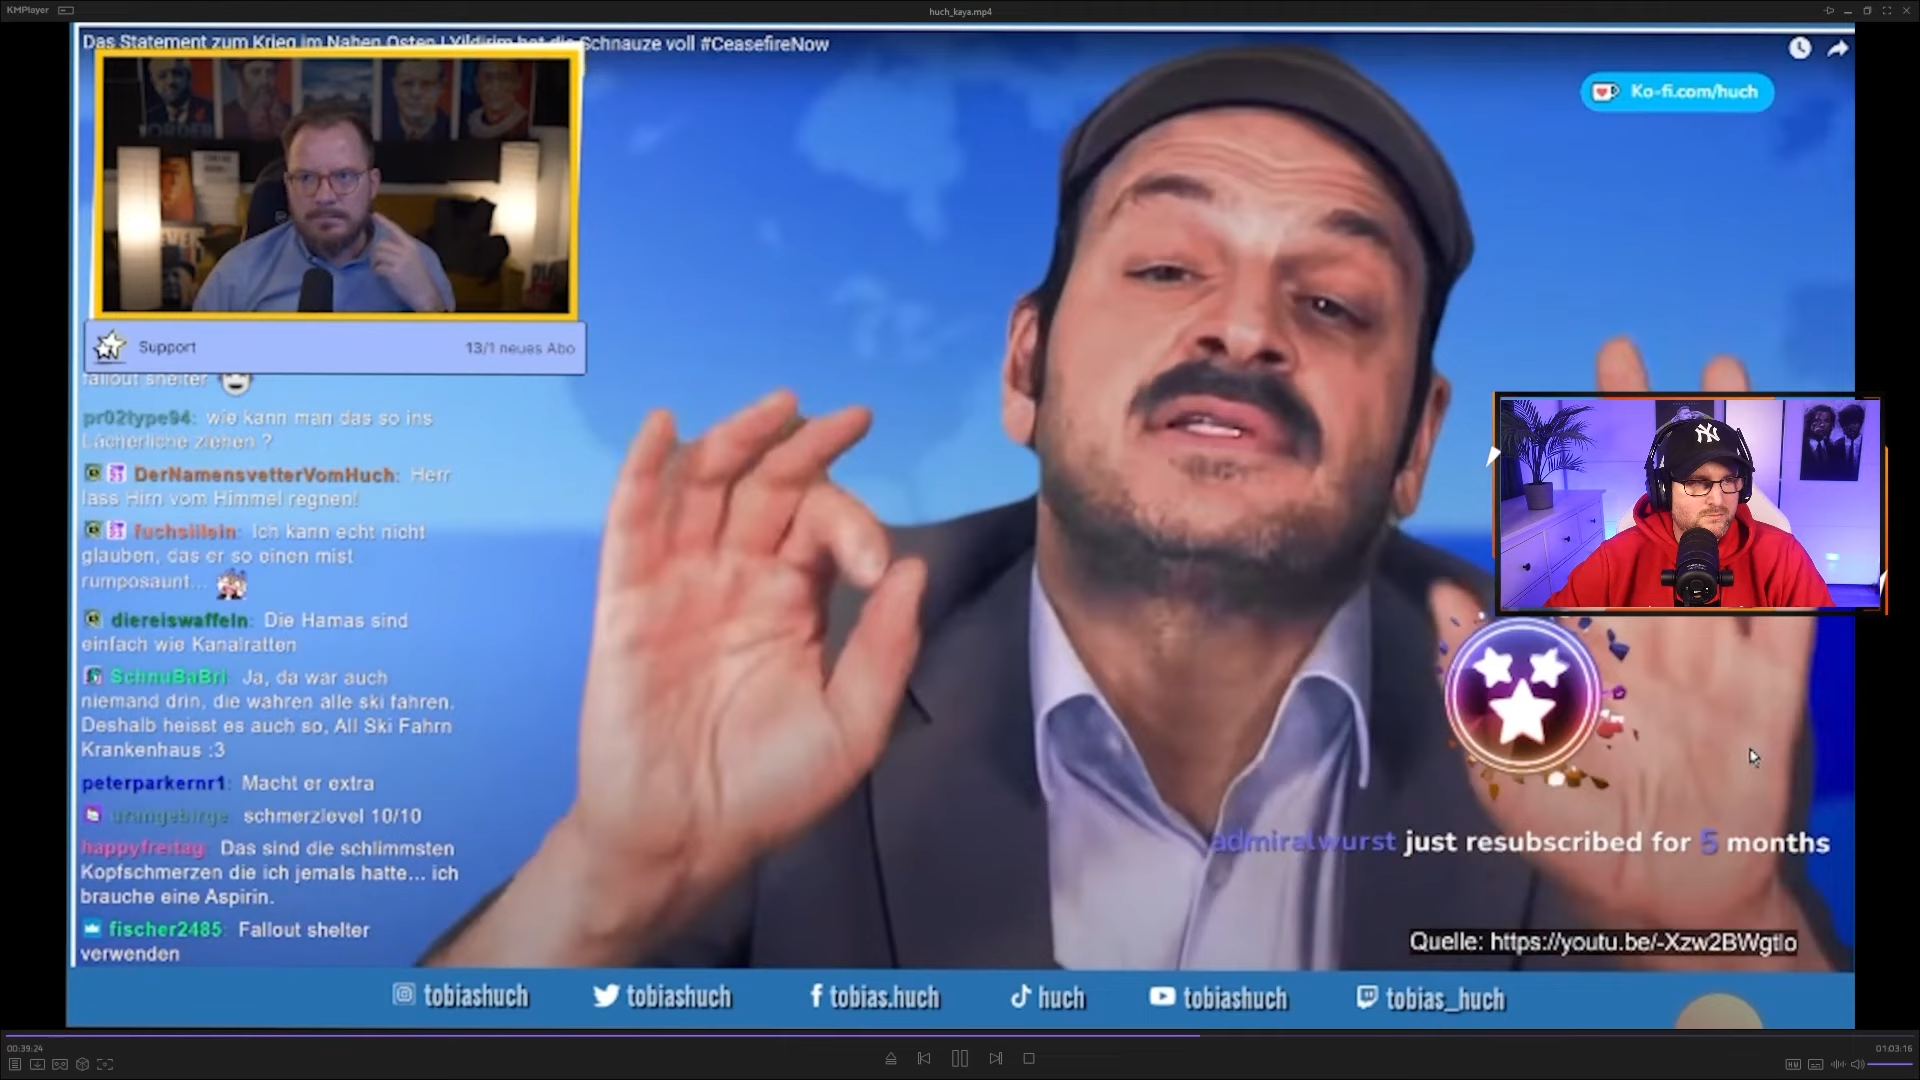 KMPlayer
huch_kaya.mp4
Das Statement zum Krieg im Nahen Osten | Yildirim hat die Schnauze voll #CeasefireNow
Ko-fi.com/huch
Support
13/1 neues Abo
fallout shelter
pr02type94: wie kann man das so ins
Lächerliche ziehen ?
DerNamensvetterVomHuch: Herr
lass Hirn vom Himmel regnen!
fuchsiilein: Ich kann echt nicht
glauben, das er so einen mist
rumposaunt...
diereiswaffeln: Die Hamas sind
einfach wie Kanalratten
SchnuBaBri: Ja, da war auch
niemand drin, die wahren alle ski fahren.
Deshalb heisst es auch so, All Ski Fahrn
Krankenhaus :3
peterparkernr1: Macht er extra
urangebirge: schmerzlevel 10/10
happyfreitag: Das sind die schlimmsten
Kopfschmerzen die ich jemals hatte... ich
brauche eine Aspirin.
fischer2485: Fallout shelter
verwenden
admiralwurst just resubscribed for 5 months
Quelle: https://youtu.be/-Xzw2BWgtlo
tobiashuch
tobiashuch
tobias.huch
huch
tobiashuch
tobias_huch
00:39:24
01:03:16